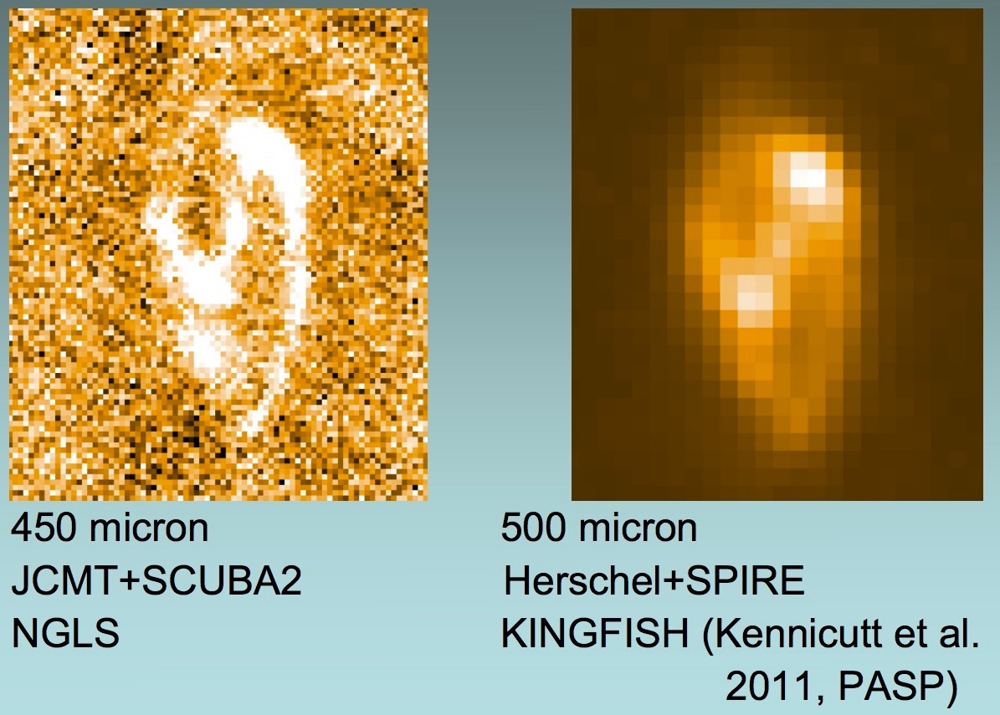 450 micron
JCMT+SCUBA2
NGLS
500 micron
Herschel+SPIRE
KINGFISH (Kennicutt et al.
2011, PASP)